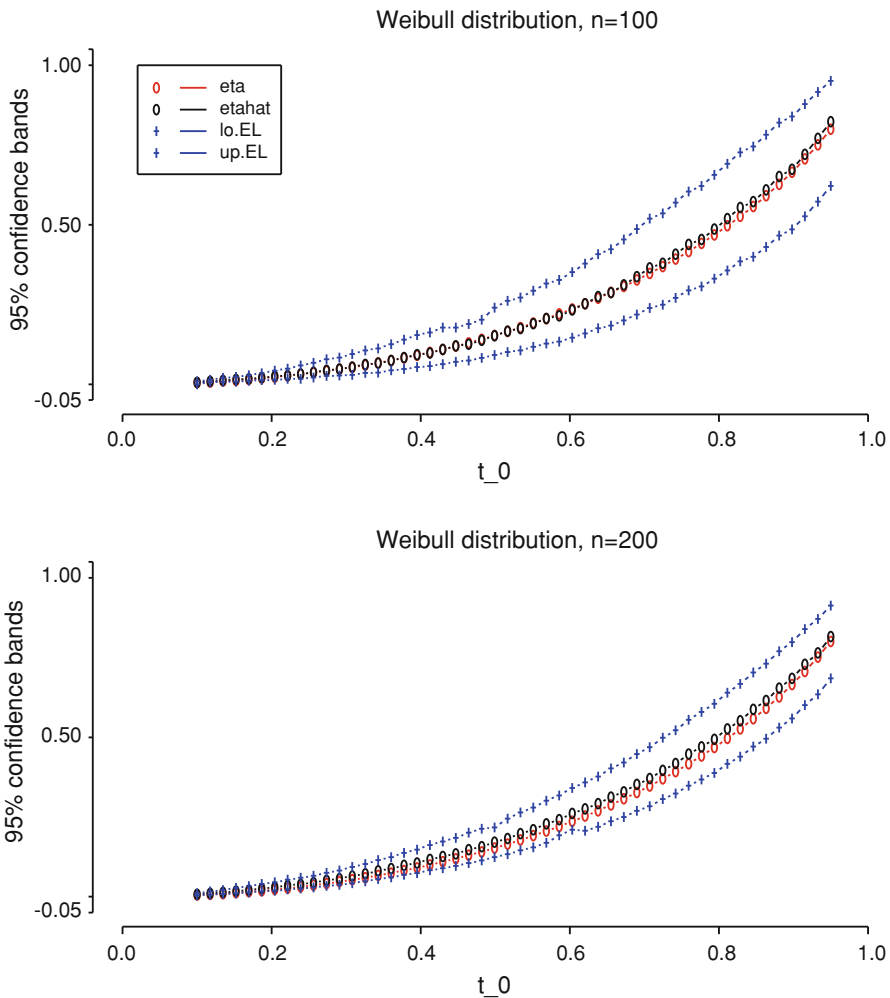 Weibull distribution, n=100
95% confidence bands
1.00
0.50
-0.05
eta
etahat
lo.EL
up.EL
0.0 0.2 0.4 0.6 0.8 1.0
t_0
Weibull distribution, n=200
95% confidence bands
1.00
0.50
-0.05
0.0 0.2 0.4 0.6 0.8 1.0
t_0